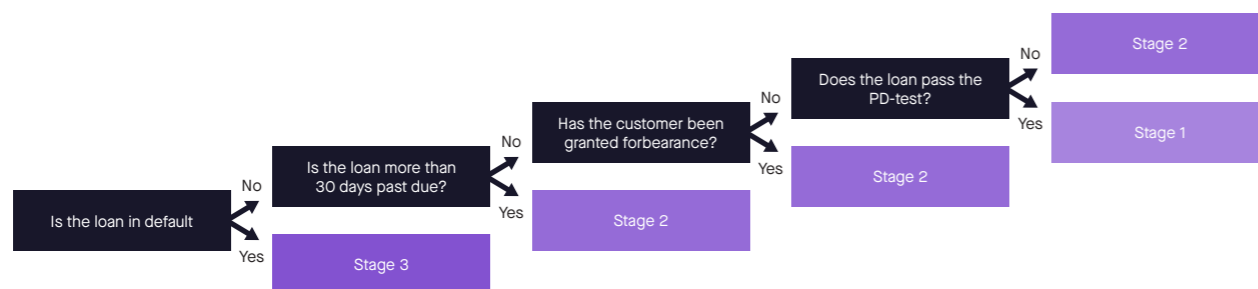 Is the loan in default
No
Yes
Stage 3
Is the loan more than
30 days past due?
No
Yes
Stage 2
Has the customer been
granted forbearance?
No
Yes
Stage 2
Does the loan pass the
PD-test?
No
Yes
Stage 2
Stage 1